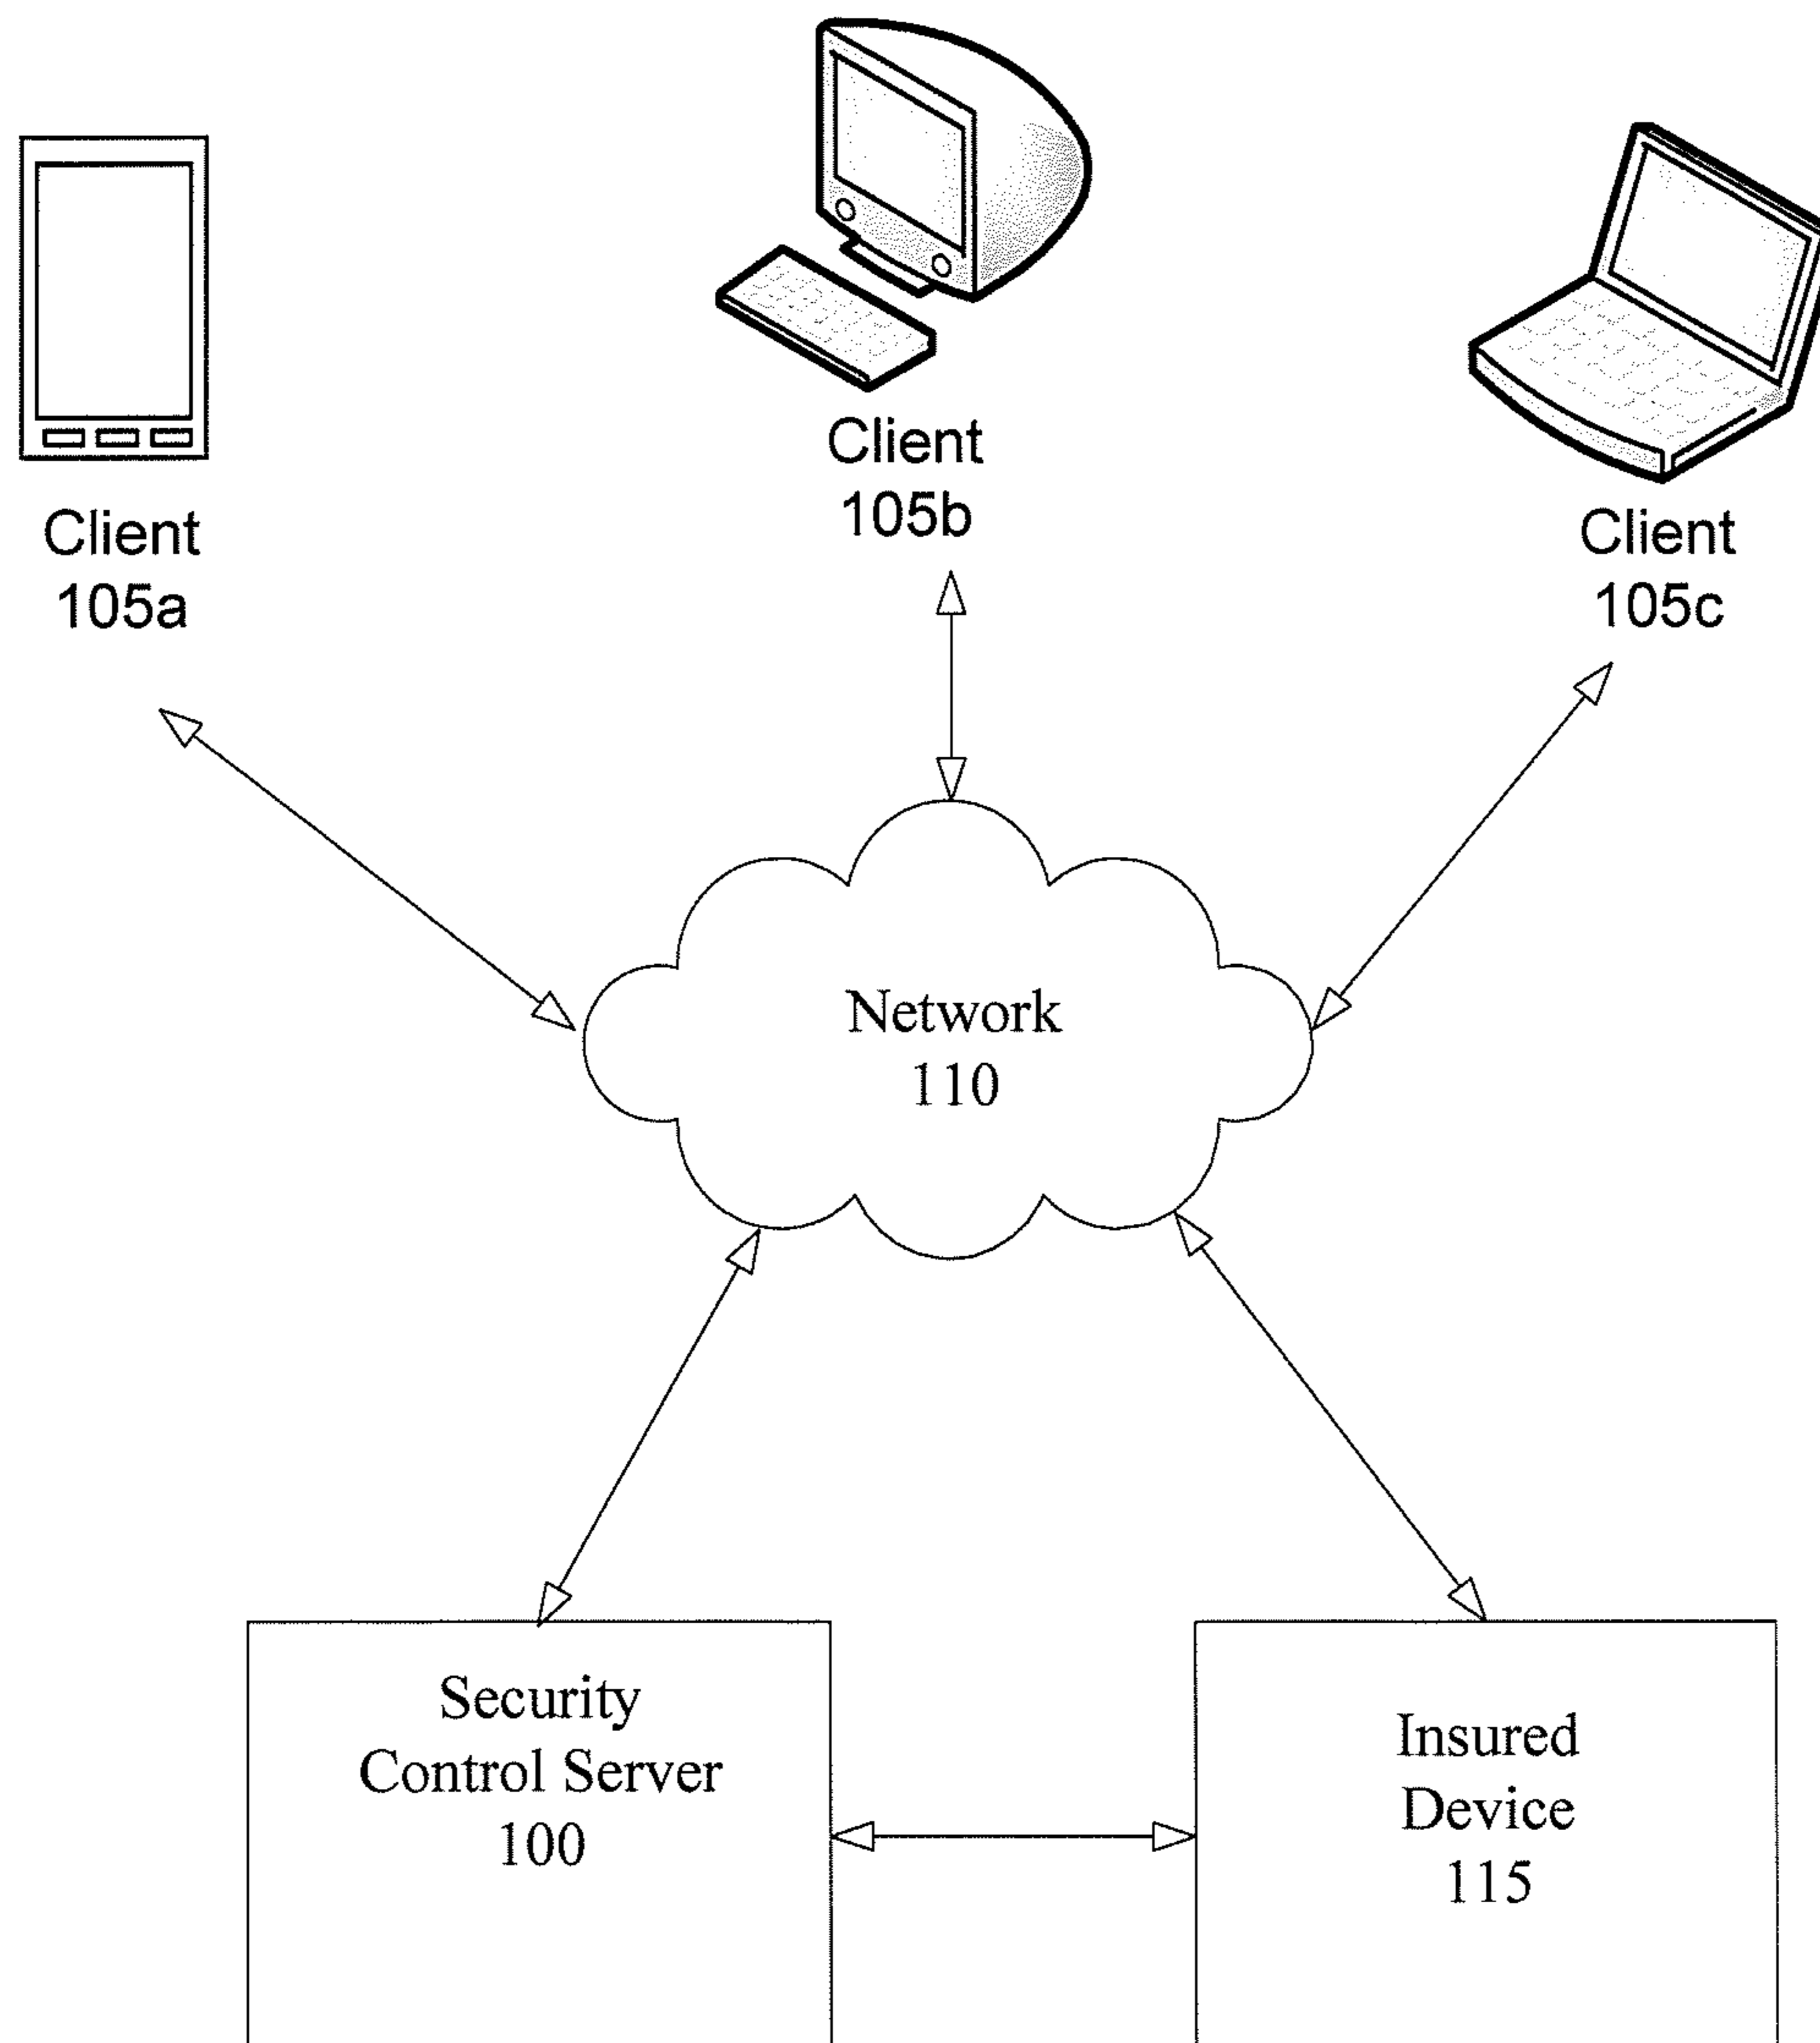 Client
105a
Client
105b
Client
105c
Network
110
Security
Control Server
100
Insured
Device
115